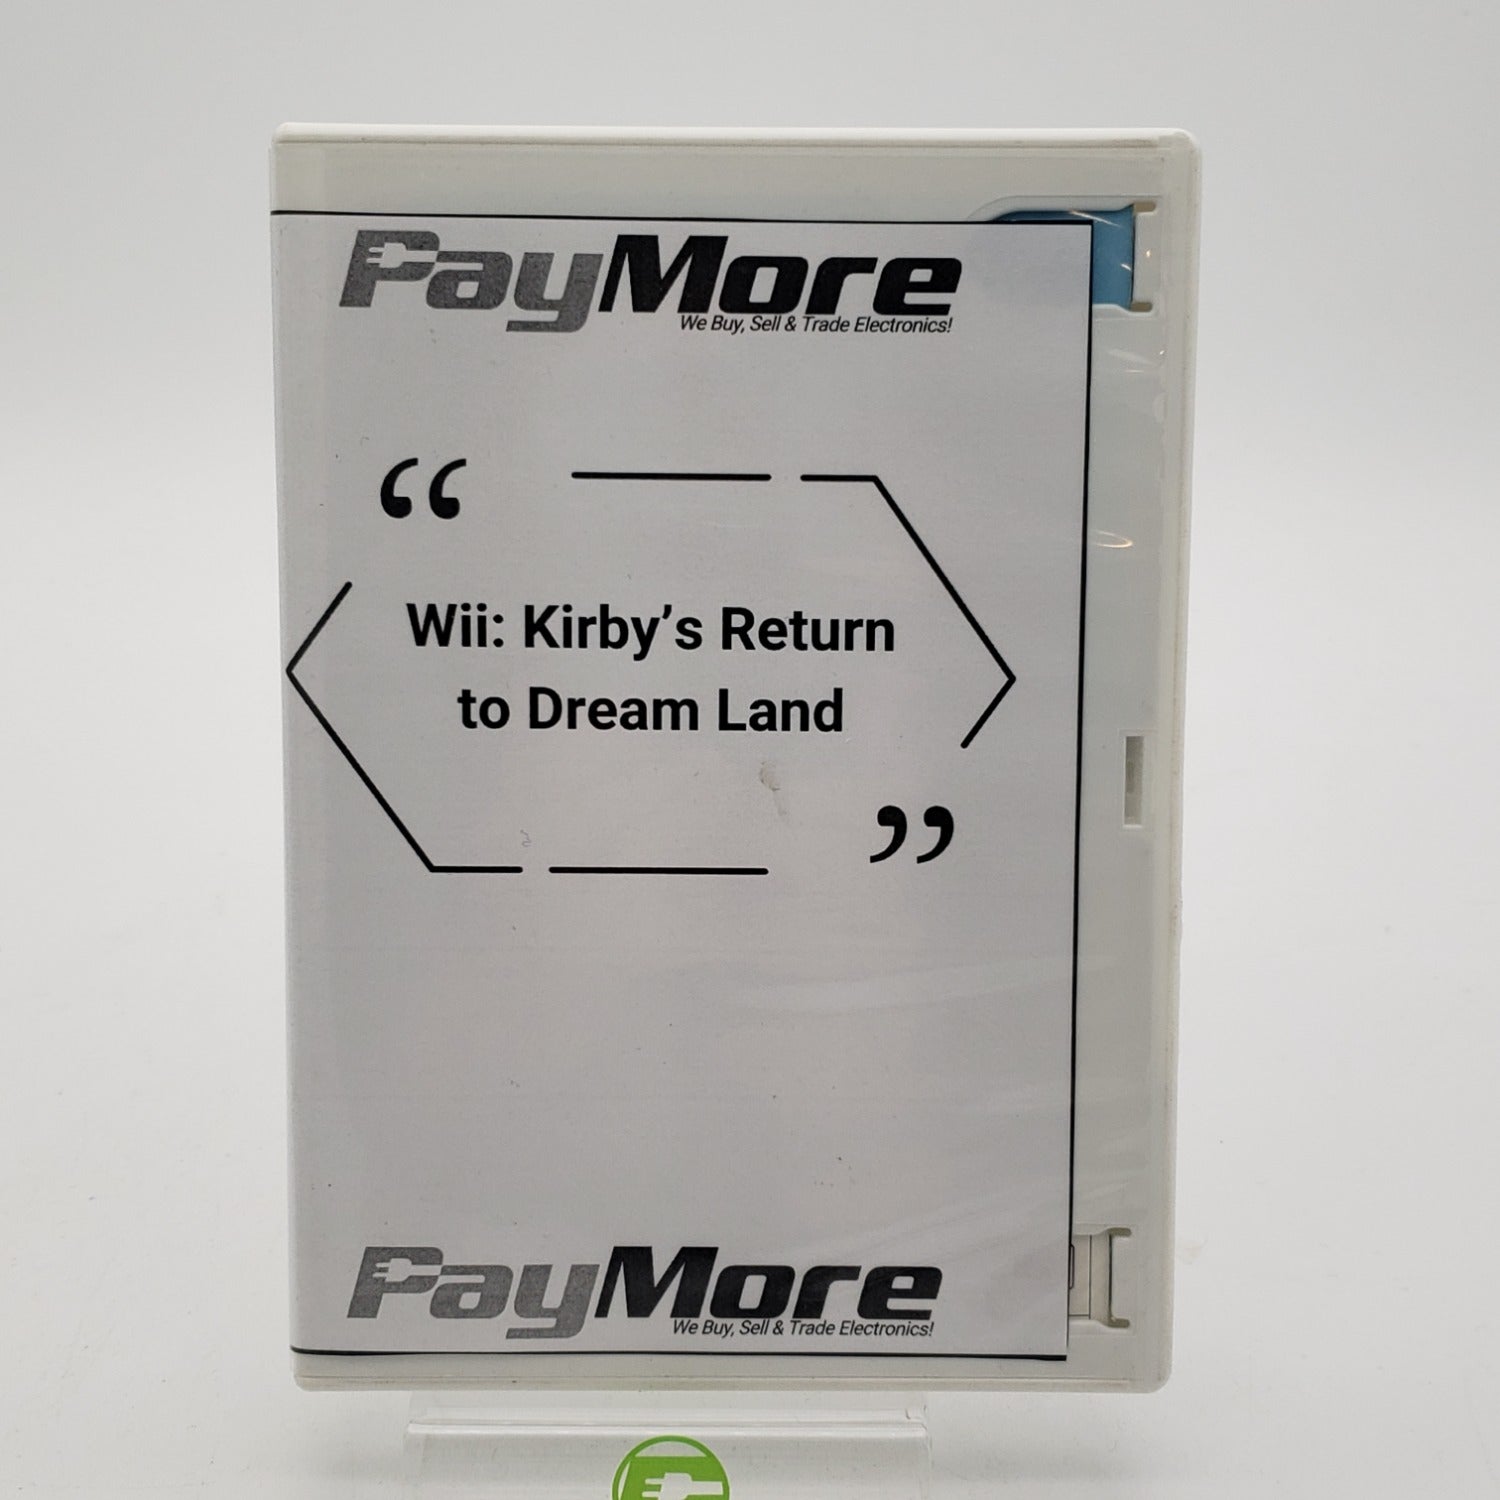 PayMore
We Buy, Sell & Trade Electronics!
“
Wii: Kirby’s Return
to Dream Land
”
PayMore
We Buy, Sell & Trade Electronics!